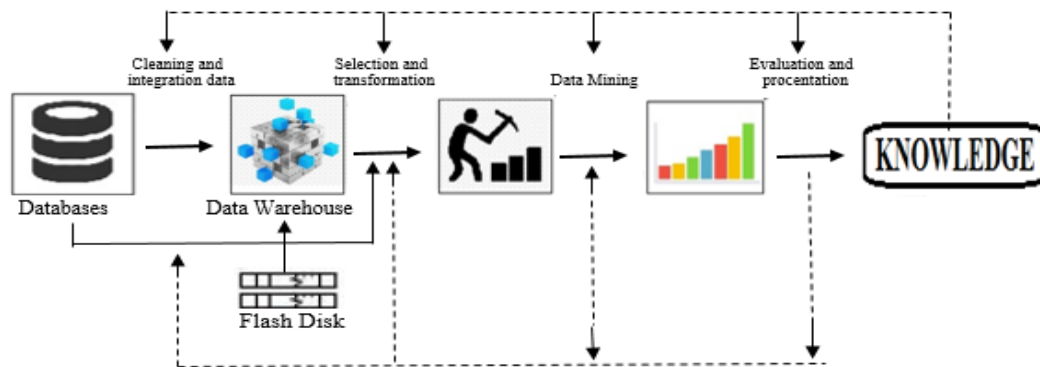 Cleaning and
integration data
Selection and
transformation
Data Mining
Evaluation and
procentation
KNOWLEDGE
Databases
Data Warehouse
Flash Disk